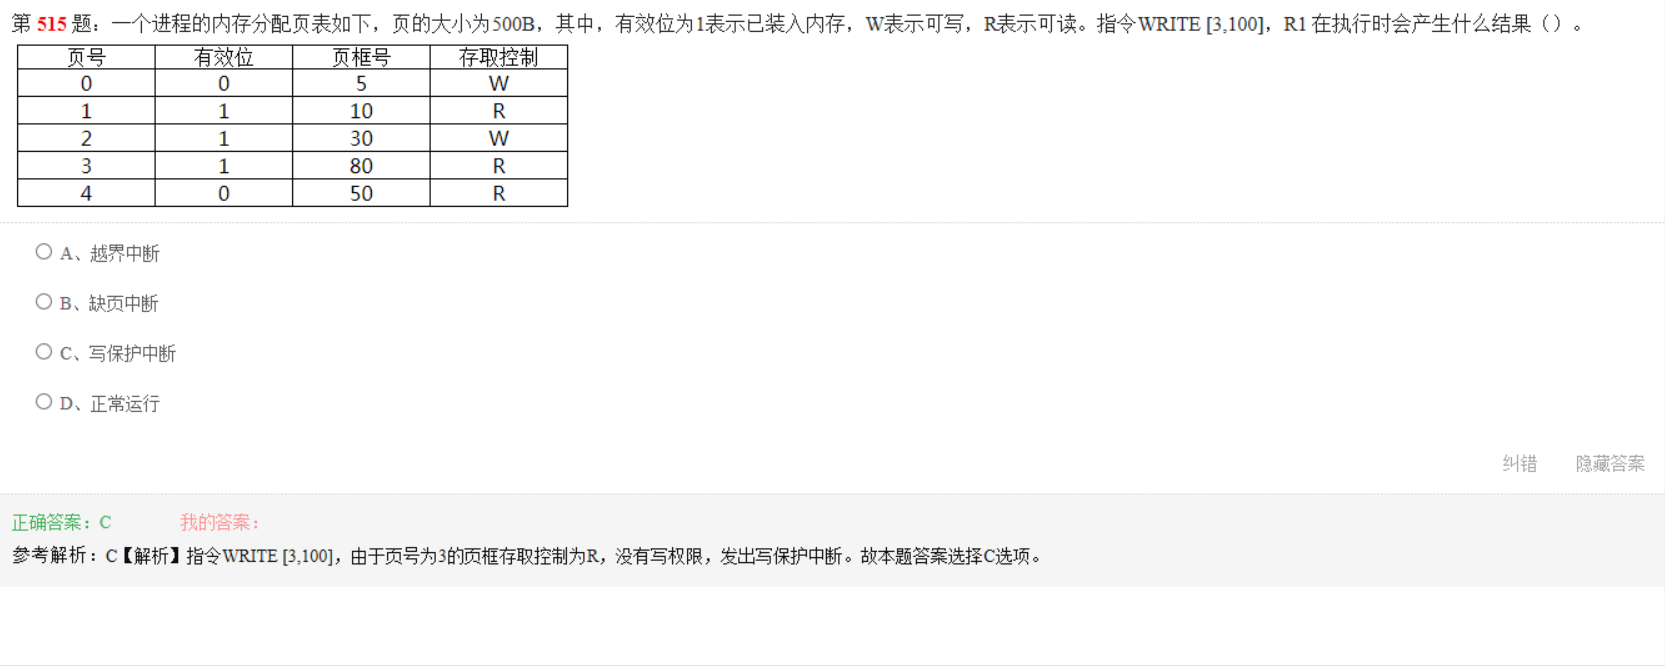 第 515 题：一个进程的内存分配页表如下，页的大小为500B，其中，有效位为1表示已装入内存，W表示可写，R表示可读。指令WRITE [3,100]，R1 在执行时会产生什么结果（）。
页号 有效位 页框号 存取控制
0 0 5 W
1 1 10 R
2 1 30 W
3 1 80 R
4 0 50 R
A、越界中断
B、缺页中断
C、写保护中断
D、正常运行
纠错 隐藏答案
正确答案：C 我的答案：
参考解析：C【解析】指令WRITE [3,100]，由于页号为3的页框存取控制为R，没有写权限，发出写保护中断。故本题答案选择C选项。